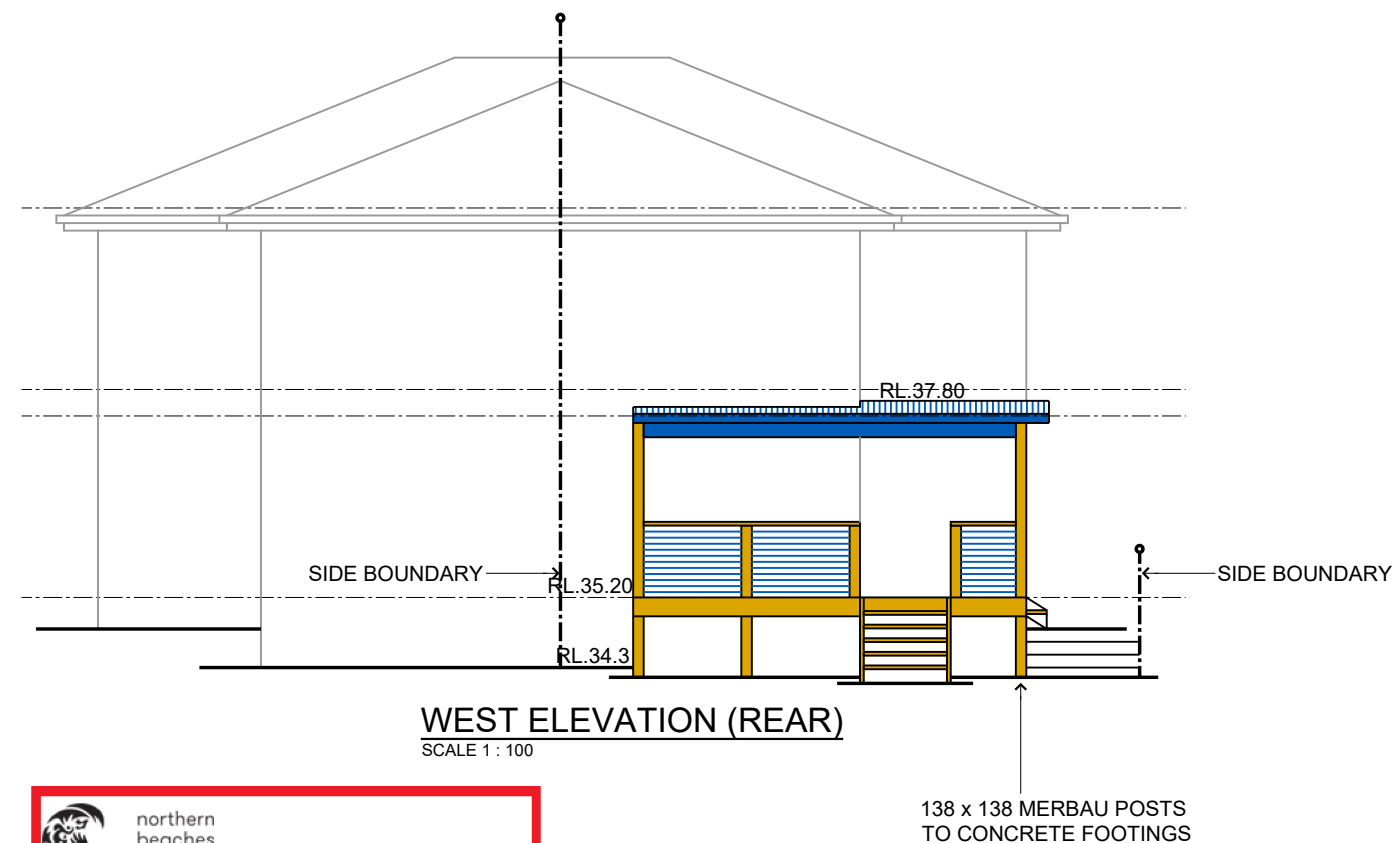 RL.37.80
SIDE BOUNDARY
SIDE BOUNDARY
RL.35.20
RL.34.3
WEST ELEVATION (REAR)
SCALE 1 : 100
138 x 138 MERBAU POSTS
TO CONCRETE FOOTINGS
northern
beaches